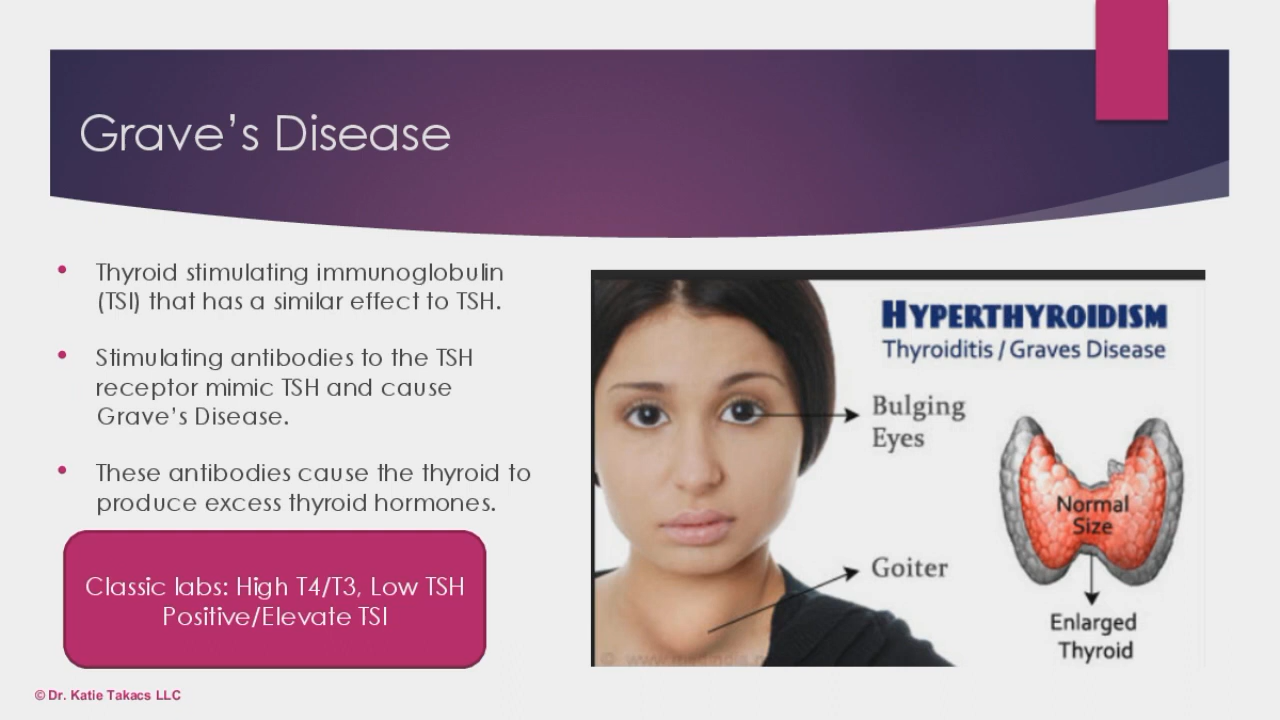 Grave’s Disease
• Thyroid stimulating immunoglobulin
(TSI) that has a similar effect to TSH.
• Stimulating antibodies to the TSH
receptor mimic TSH and cause
Grave’s Disease.
• These antibodies cause the thyroid to
produce excess thyroid hormones.
Classic labs: High T4/T3, Low TSH
Positive/Elevate TSI
HYPERTHYROIDISM
Thyroiditis / Graves Disease
Bulging
Eyes
Normal
Size
Goiter
Enlarged
Thyroid
© Dr. Katie Takacs LLC